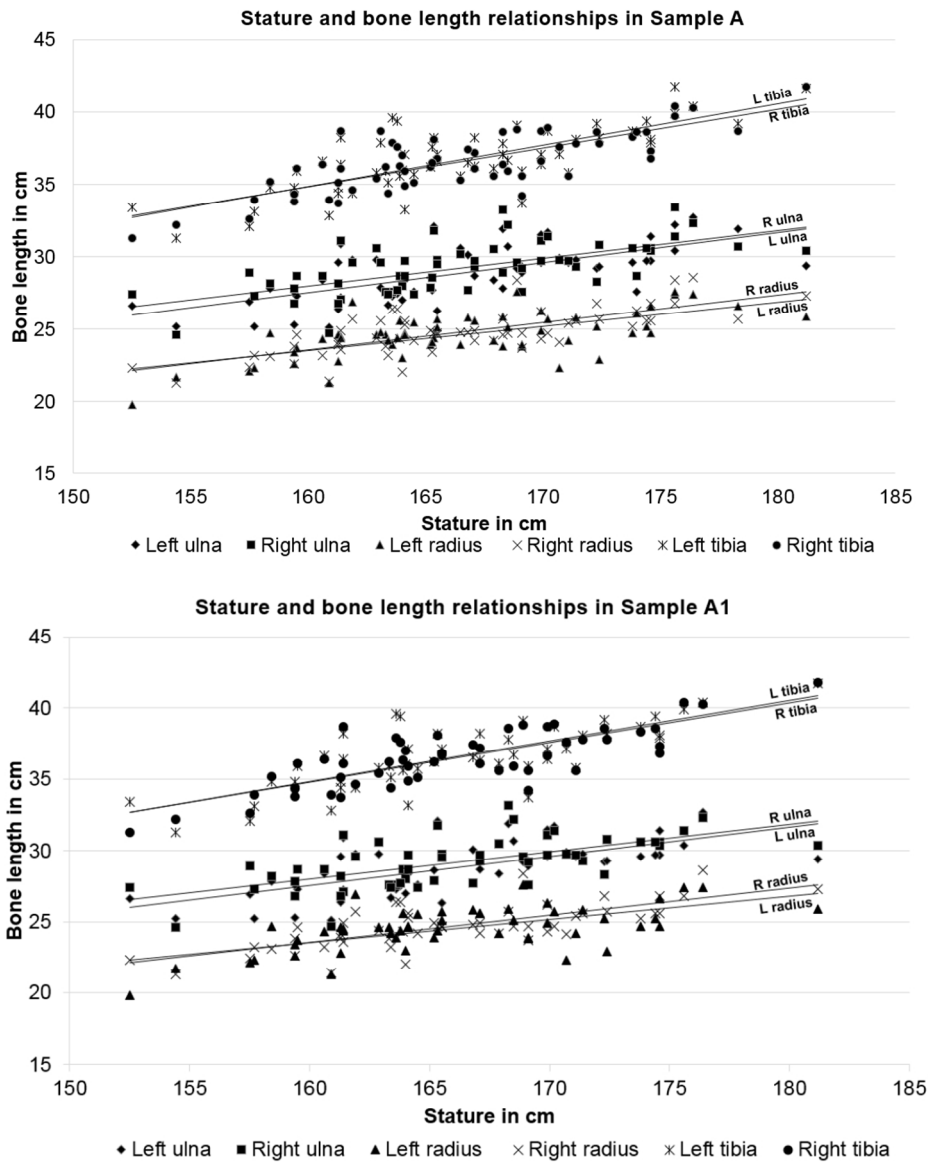 Stature and bone length relationships in Sample A
45
40
35
30
25
20
15
Bone length in cm
L tibia
R tibia
R ulna
L ulna
R radius
L radius
150 155 160 165 170 175 180 185
Stature in cm
Left ulna Right ulna Left radius Right radius Left tibia Right tibia
Stature and bone length relationships in Sample A1
45
40
35
30
25
20
15
Bone length in cm
L tibia
R tibia
R ulna
L ulna
R radius
L radius
150 155 160 165 170 175 180 185
Stature in cm
Left ulna Right ulna Left radius Right radius Left tibia Right tibia